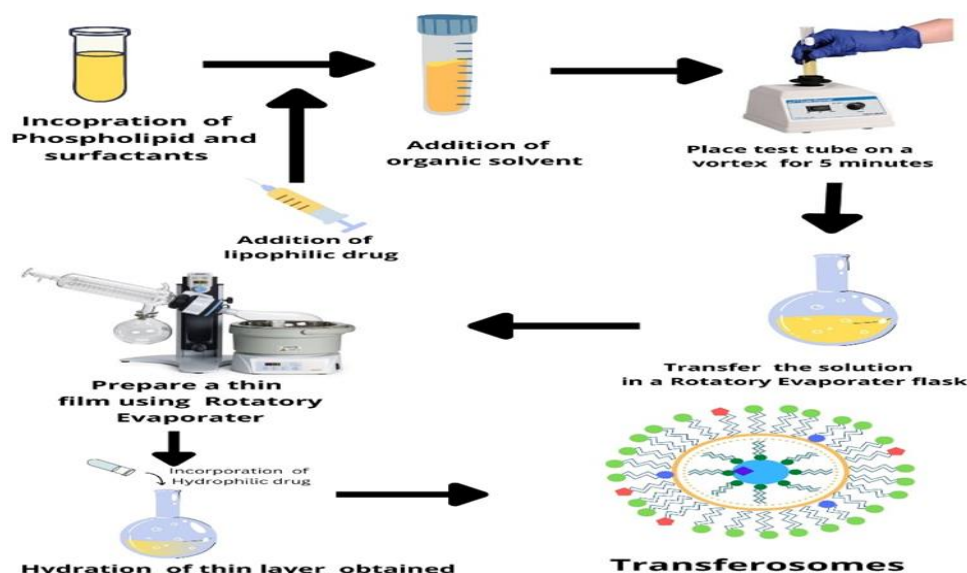 Incopration of
Phospholipid and
surfactants
Addition of
organic solvent
Place test tube on a
vortex for 5 minutes
Addition of
lipophilic drug
Transfer the solution
in a Rotatory Evaporater flask
Prepare a thin
film using Rotatory
Evaporater
Incorporation of
Hydrophilic drug
Hydration of thin layer obtained
Transferosomes